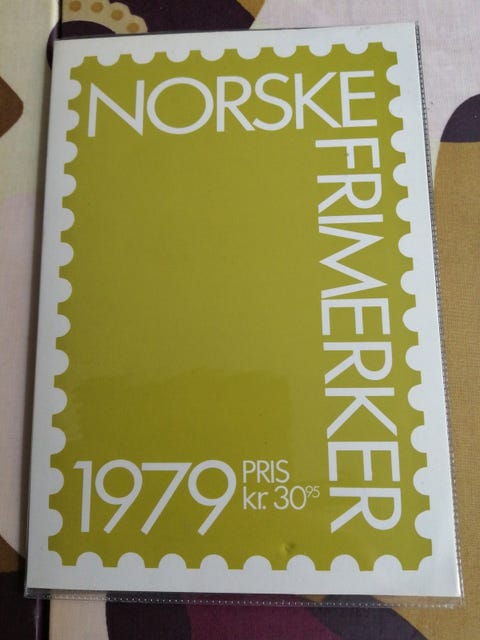 NORSKE
FRIMERKER
1979
PRIS
kr. 3095